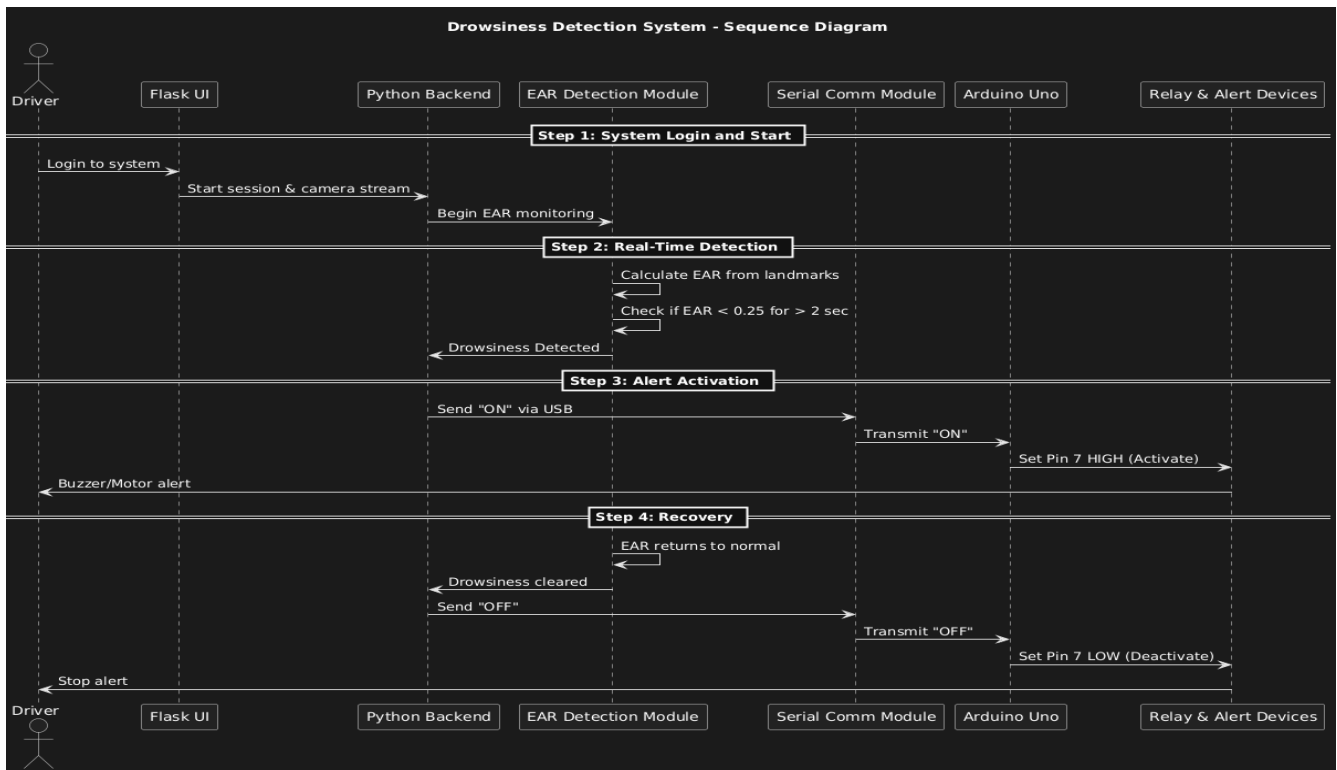 Drowsiness Detection System - Sequence Diagram
Driver
Flask UI
Python Backend
EAR Detection Module
Serial Comm Module
Arduino Uno
Relay & Alert Devices
Step 1: System Login and Start
Login to system
Start session & camera stream
Begin EAR monitoring
Step 2: Real-Time Detection
Calculate EAR from landmarks
Check if EAR < 0.25 for > 2 sec
Drowsiness Detected
Step 3: Alert Activation
Send "ON" via USB
Transmit "ON"
Set Pin 7 HIGH (Activate)
Buzzer/Motor alert
Step 4: Recovery
EAR returns to normal
Drowsiness cleared
Send "OFF"
Transmit "OFF"
Set Pin 7 LOW (Deactivate)
Stop alert
Driver
Flask UI
Python Backend
EAR Detection Module
Serial Comm Module
Arduino Uno
Relay & Alert Devices